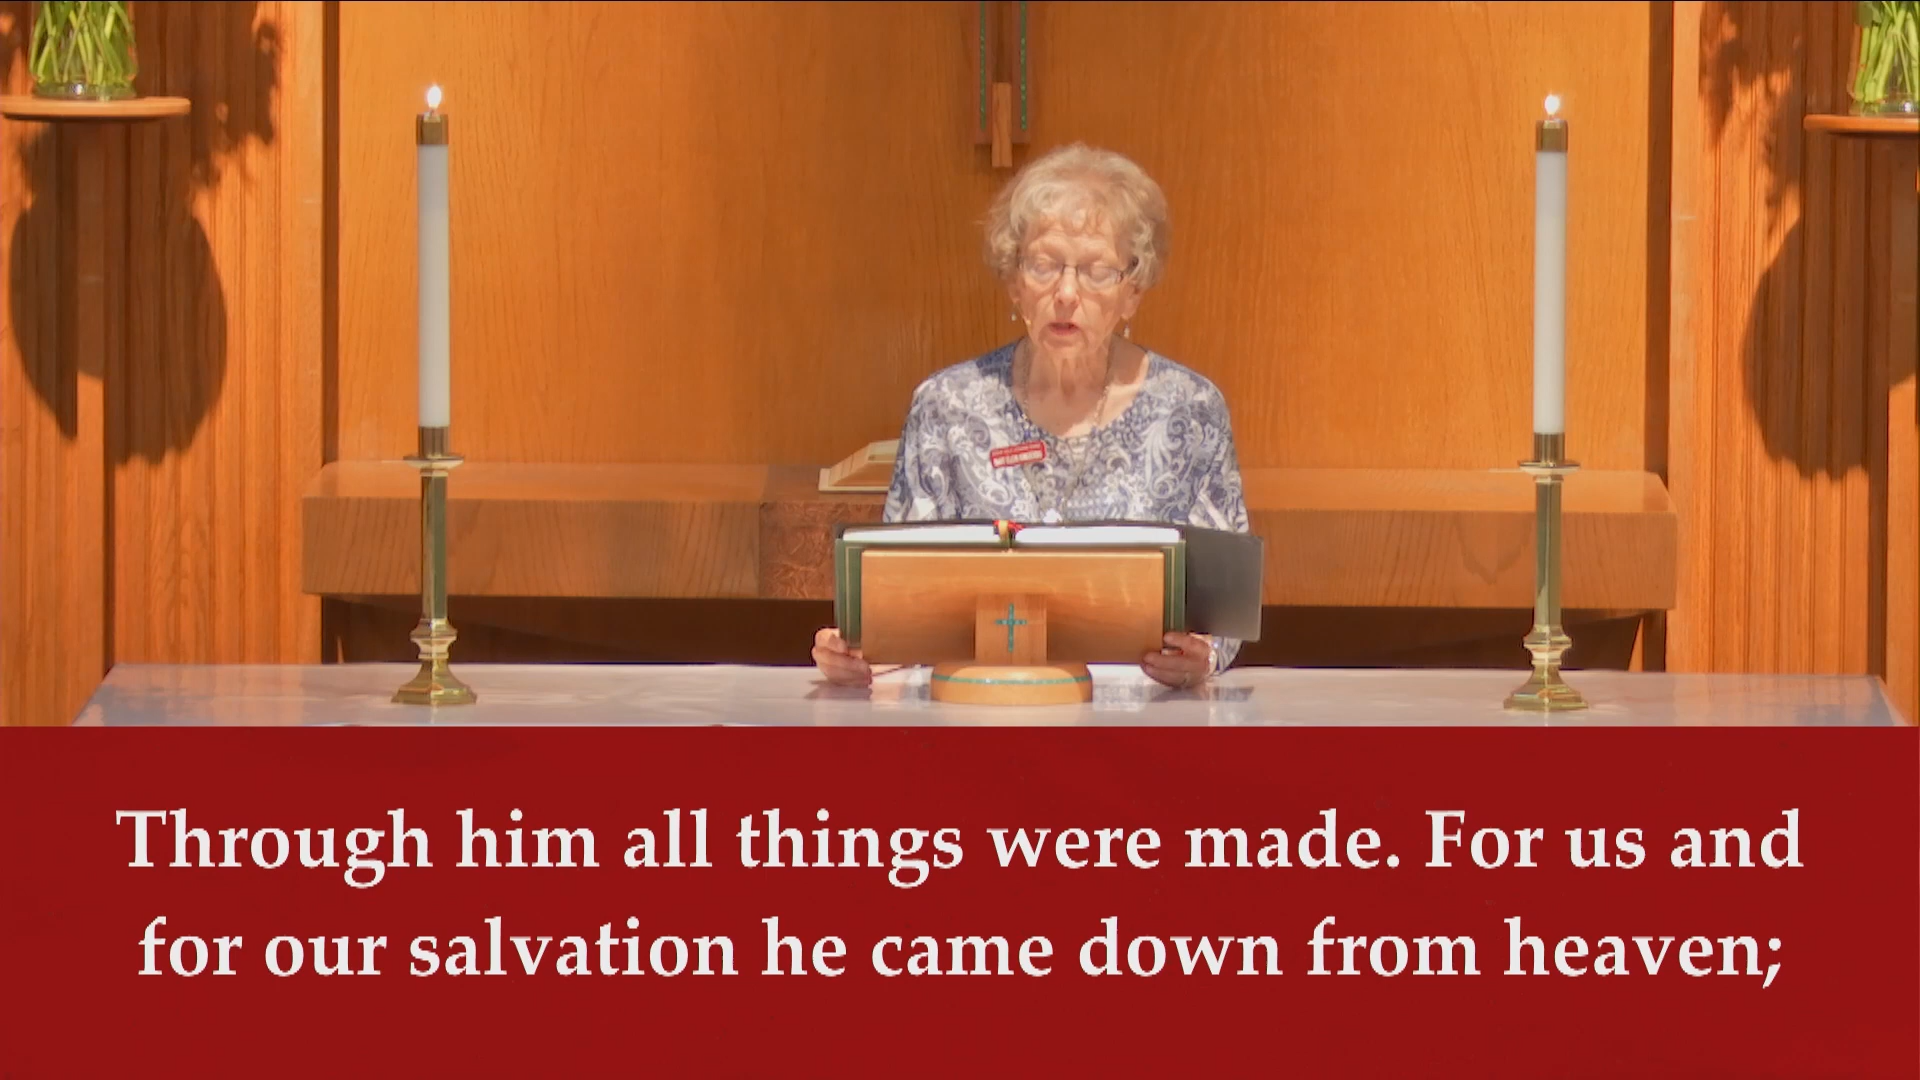 Through him all things were made. For us and
for our salvation he came down from heaven;